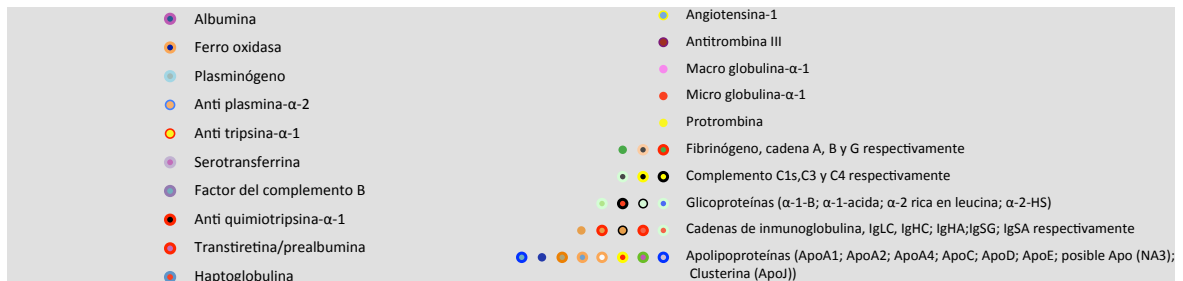 Albumina
Ferro oxidasa
Plasminógeno
Anti plasmina-α-2
Anti tripsina-α-1
Serotransferrina
Factor del complemento B
Anti quimiotripsina-α-1
Transtiretina/prealbumina
Haptoglobulina
Angiotensina-1
Antitrombina III
Macro globulina-α-1
Micro globulina-α-1
Protrombina
Fibrinógeno, cadena A, B y G respectivamente
Complemento C1s,C3 y C4 respectivamente
Glicoproteínas (α-1-B; α-1-acida; α-2 rica en leucina; α-2-HS)
Cadenas de inmunoglobulina, IgLC, IgHC; IgHA;IgSG; IgSA respectivamente
Apolipoproteínas (ApoA1; ApoA2; ApoA4; ApoC; ApoD; ApoE; posible Apo (NA3);
Clusterina (ApoJ))